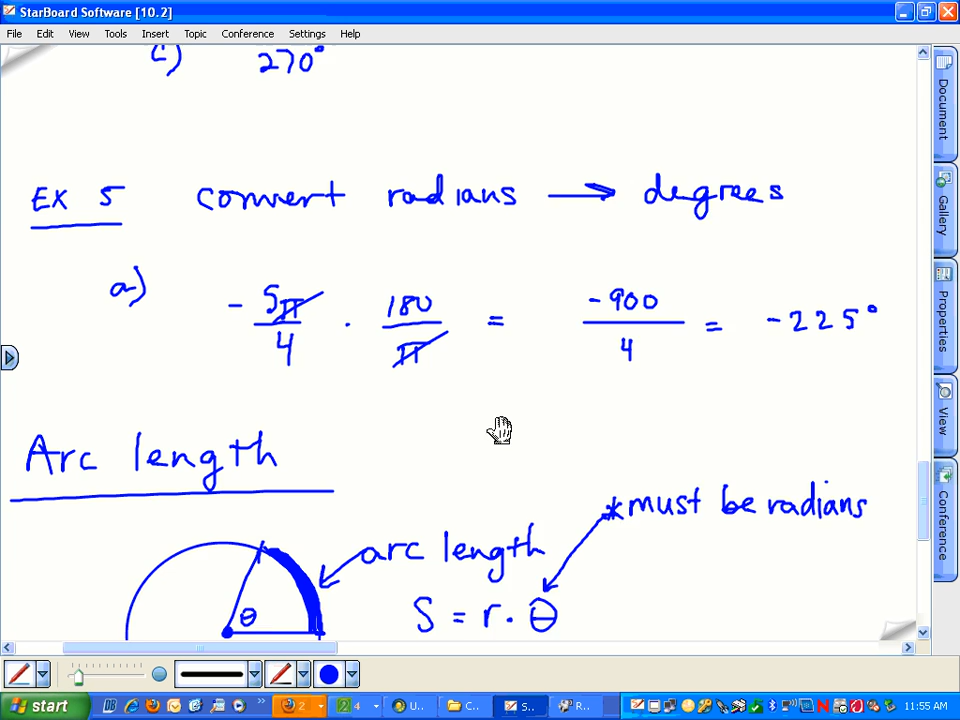 StarBoard Software [10.2]
File Edit View Tools Insert Topic Conference Settings Help
c) 270°
Ex 5 convert radians → degrees
a) - 5π/4 · 180/π = -900/4 = -225°
Arc length
*must be radians
arc length
θ
S = r · θ
Document
Gallery
Properties
View
Conference
start
2
4
U...
C...
S...
R...
11:55 AM